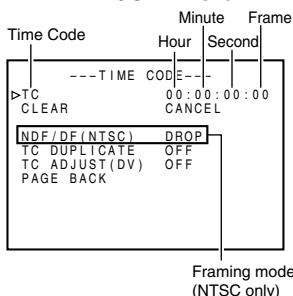 Minute Frame
Time Code Hour Second
---TIME CODE---
TC 00:00:00:00
CLEAR CANCEL
NDF/DF(NTSC) DROP
TC DUPLICATE OFF
TC ADJUST(DV) OFF
PAGE BACK
Framing mode
(NTSC only)